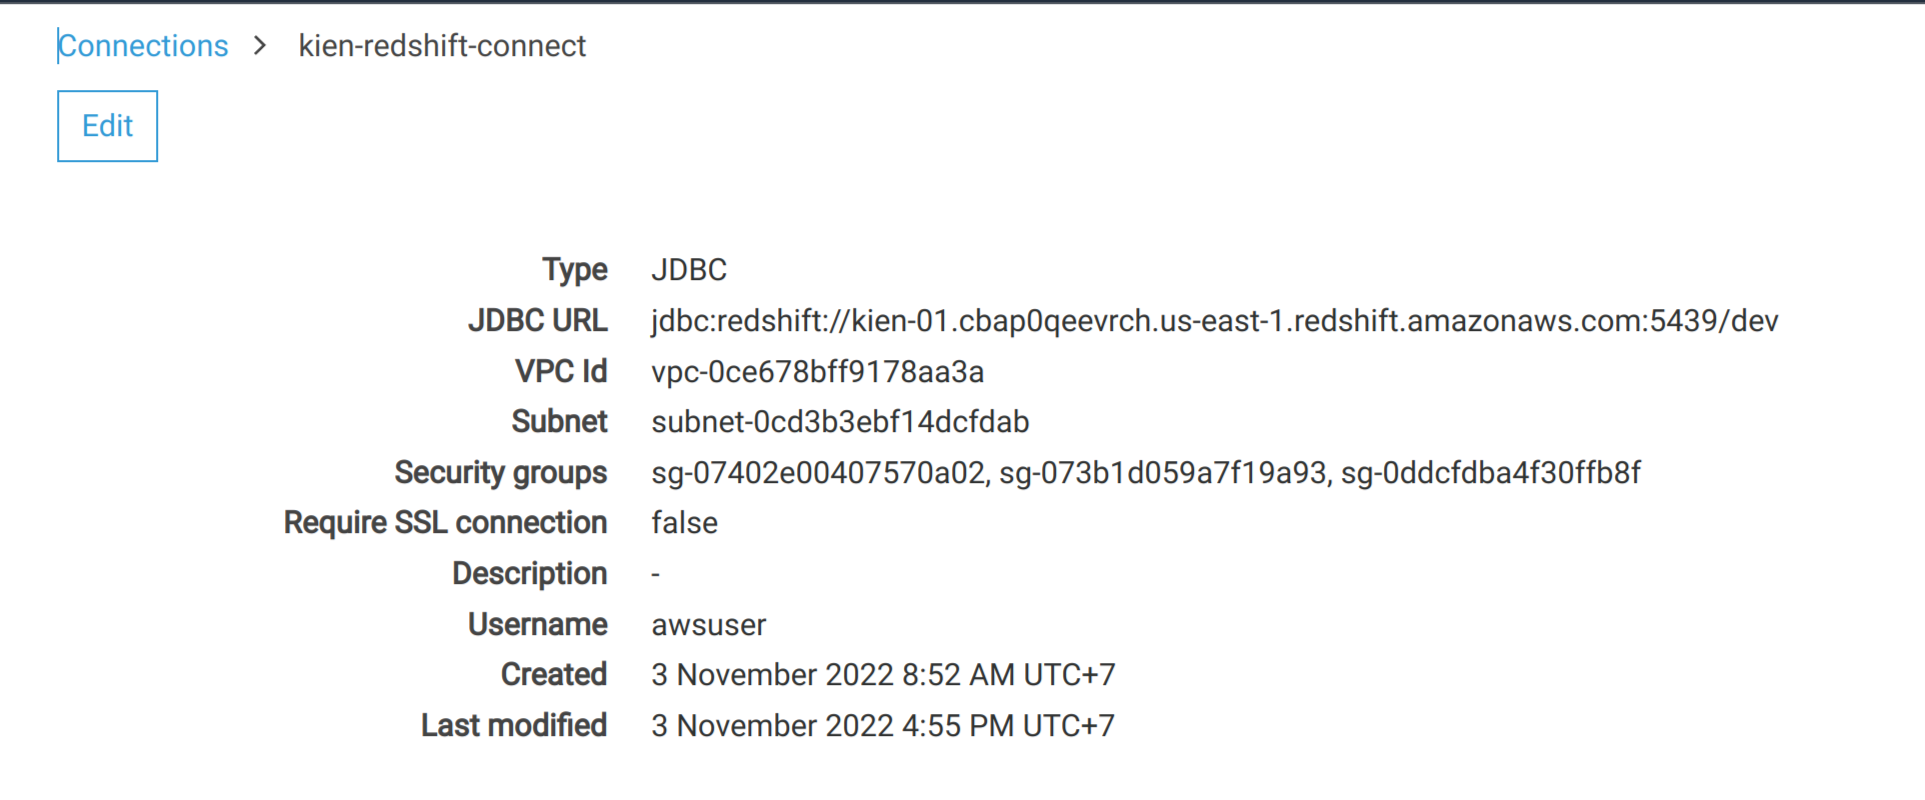 Connections > kien-redshift-connect
Edit
Type JDBC
JDBC URL jdbc:redshift://kien-01.cbap0qeevrch.us-east-1.redshift.amazonaws.com:5439/dev
VPC Id vpc-0ce678bff9178aa3a
Subnet subnet-0cd3b3ebf14dcfdab
Security groups sg-07402e00407570a02, sg-073b1d059a7f19a93, sg-0ddcfdba4f30ffb8f
Require SSL connection false
Description -
Username awsuser
Created 3 November 2022 8:52 AM UTC+7
Last modified 3 November 2022 4:55 PM UTC+7